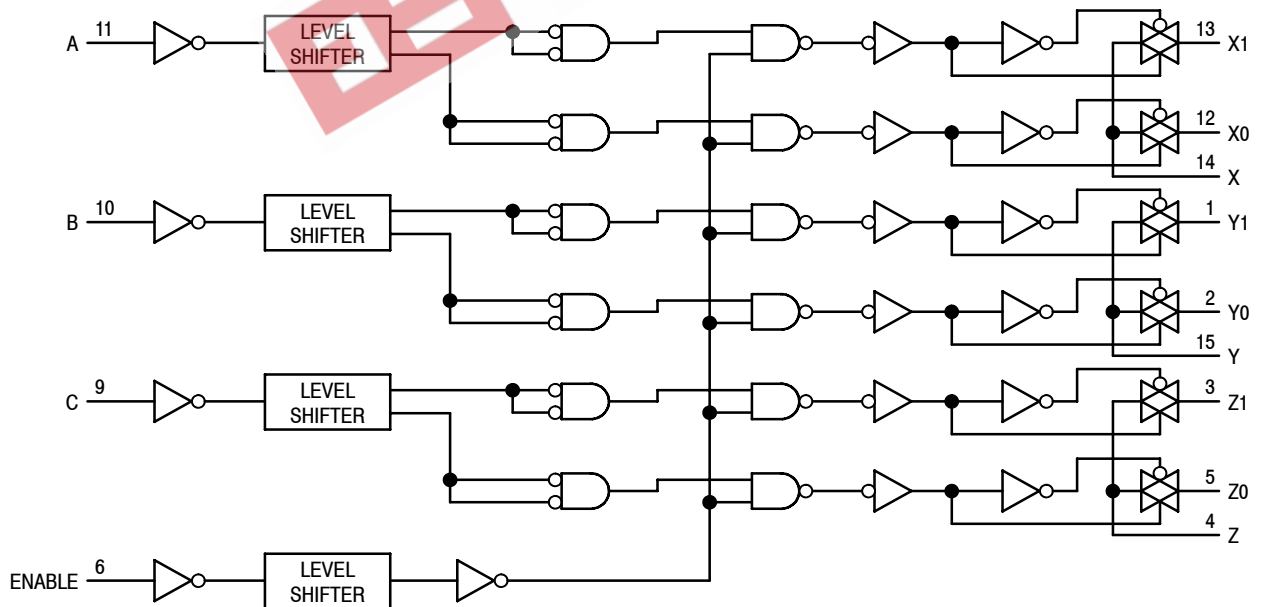 A 11 LEVEL SHIFTER 13 X1
12 X0
14 X
B 10 LEVEL SHIFTER 1 Y1
2 Y0
15 Y
C 9 LEVEL SHIFTER 3 Z1
5 Z0
4 Z
ENABLE 6 LEVEL SHIFTER